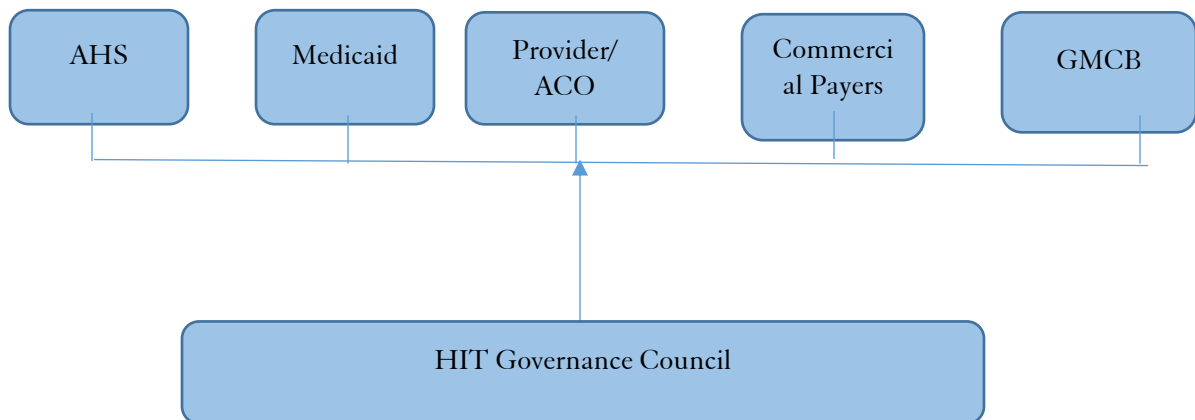 AHS
Medicaid
Provider/
ACO
Commerci
al Payers
GMCB
HIT Governance Council